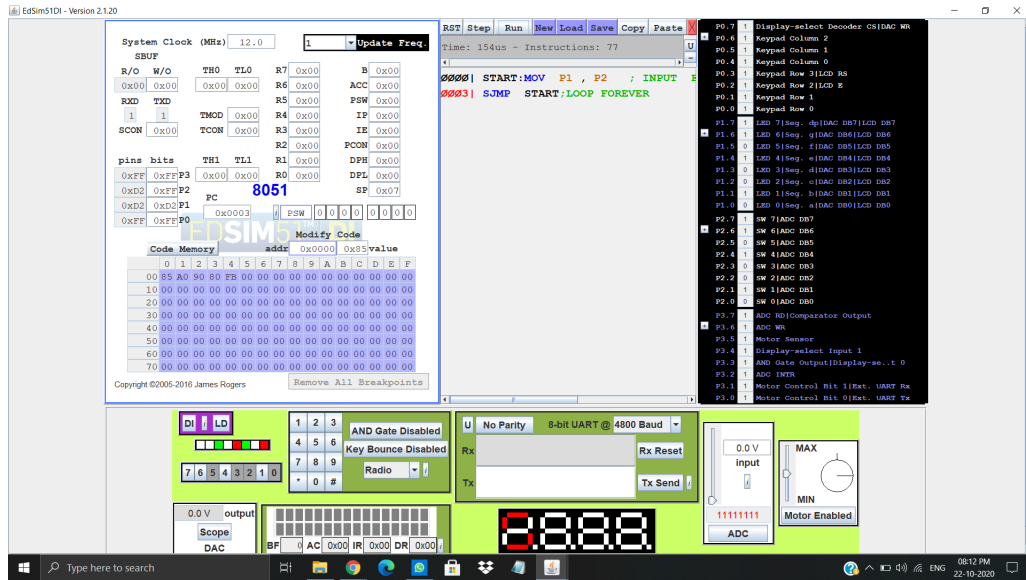 EdSim51DI - Version 2.1.20
System Clock (MHz) 12.0 1 Update Freq.
SBUF
R/O W/O TH0 TL0 R7 0x00 B 0x00
0x00 0x00 0x00 0x00 R6 0x00 ACC 0x00
RXD TXD R5 0x00 PSW 0x00
1 1 TMOD 0x00 R4 0x00 IP 0x00
SCON 0x00 TCON 0x00 R3 0x00 IE 0x00
R2 0x00 PCON 0x00
pins bits TH1 TL1 R1 0x00 DPH 0x00
0xFF 0xFF P3 0x00 0x00 R0 0x00 DPL 0x00
0xD2 0xFF P2 8051 SP 0x07
0xD2 0xD2 P1 PC
0xFF 0xFF P0 0x0003 i PSW 0 0 0 0 0 0 0 0
EDSIM51 DI
Modify Code
Code Memory addr 0x0000 0x85 value
0 1 2 3 4 5 6 7 8 9 A B C D E F
00 85 A0 90 80 FB 00 00 00 00 00 00 00 00 00 00 00
10 00 00 00 00 00 00 00 00 00 00 00 00 00 00 00 00
20 00 00 00 00 00 00 00 00 00 00 00 00 00 00 00 00
30 00 00 00 00 00 00 00 00 00 00 00 00 00 00 00 00
40 00 00 00 00 00 00 00 00 00 00 00 00 00 00 00 00
50 00 00 00 00 00 00 00 00 00 00 00 00 00 00 00 00
60 00 00 00 00 00 00 00 00 00 00 00 00 00 00 00 00
70 00 00 00 00 00 00 00 00 00 00 00 00 00 00 00 00
Copyright ©2005-2016 James Rogers Remove All Breakpoints
RST Step Run New Load Save Copy Paste X
Time: 154us - Instructions: 77 U
0000| START:MOV P1 , P2 ; INPUT
0003| SJMP START;LOOP FOREVER
P0.7 1 Display-select Decoder CS|DAC WR
P0.6 1 Keypad Column 2
P0.5 1 Keypad Column 1
P0.4 1 Keypad Column 0
P0.3 1 Keypad Row 3|LCD RS
P0.2 1 Keypad Row 2|LCD E
P0.1 1 Keypad Row 1
P0.0 1 Keypad Row 0
P1.7 1 LED 7|Seg. dp|DAC DB7|LCD DB7
P1.6 1 LED 6|Seg. g|DAC DB6|LCD DB6
P1.5 0 LED 5|Seg. f|DAC DB5|LCD DB5
P1.4 1 LED 4|Seg. e|DAC DB4|LCD DB4
P1.3 0 LED 3|Seg. d|DAC DB3|LCD DB3
P1.2 0 LED 2|Seg. c|DAC DB2|LCD DB2
P1.1 1 LED 1|Seg. b|DAC DB1|LCD DB1
P1.0 0 LED 0|Seg. a|DAC DB0|LCD DB0
P2.7 1 SW 7|ADC DB7
P2.6 1 SW 6|ADC DB6
P2.5 0 SW 5|ADC DB5
P2.4 1 SW 4|ADC DB4
P2.3 0 SW 3|ADC DB3
P2.2 0 SW 2|ADC DB2
P2.1 1 SW 1|ADC DB1
P2.0 0 SW 0|ADC DB0
P3.7 1 ADC RD|Comparator Output
P3.6 1 ADC WR
P3.5 1 Motor Sensor
P3.4 1 Display-select Input 1
P3.3 1 AND Gate Output|Display-se..t 0
P3.2 1 ADC INTR
P3.1 1 Motor Control Bit 1|Ext. UART Rx
P3.0 1 Motor Control Bit 0|Ext. UART Tx
DI i LD
7 6 5 4 3 2 1 0
0.0 V output
Scope
DAC
1 2 3 AND Gate Disabled
4 5 6 Key Bounce Disabled
7 8 9 Radio i
* 0 #
BF 0 AC 0x00 IR 0x00 DR 0x00 i
U No Parity 8-bit UART @ 4800 Baud
Rx Rx Reset
Tx Tx Send i
8.8.8.8.
0.0 V
input
i
11111111
ADC
MAX
MIN
Motor Enabled
Type here to search
ENG
08:12 PM
22-10-2020